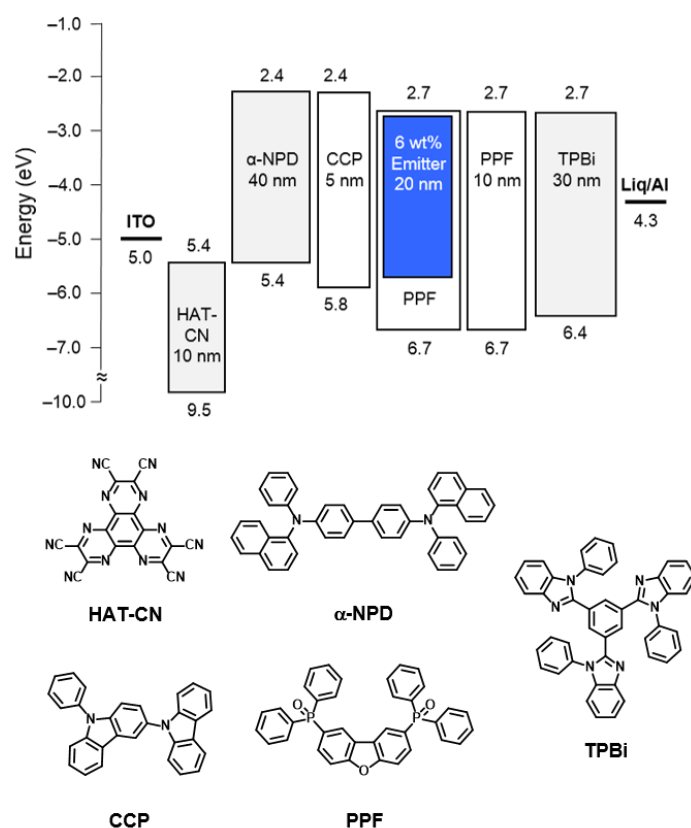 −1.0
−2.0
−3.0
−4.0
−5.0
−6.0
−7.0
≈
−10.0
Energy (eV)
ITO
5.0
5.4
HAT-
CN
10 nm
9.5
2.4
α-NPD
40 nm
5.4
2.4
CCP
5 nm
5.8
2.7
6 wt%
Emitter
20 nm
PPF
6.7
2.7
PPF
10 nm
6.7
2.7
TPBi
30 nm
6.4
Liq/Al
4.3
NC CN
NC N N CN
N N
NC N N CN
NC CN
HAT-CN
N N
α-NPD
N N
N N
N N
TPBi
N N
CCP
O O
P P
O
PPF